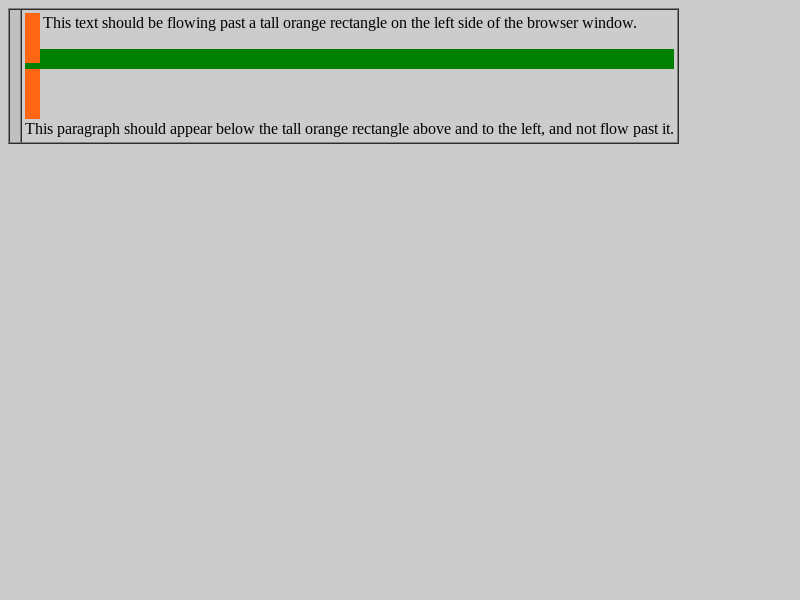 This text should be flowing past a tall orange rectangle on the left side of the browser window.
This paragraph should appear below the tall orange rectangle above and to the left, and not flow past it.